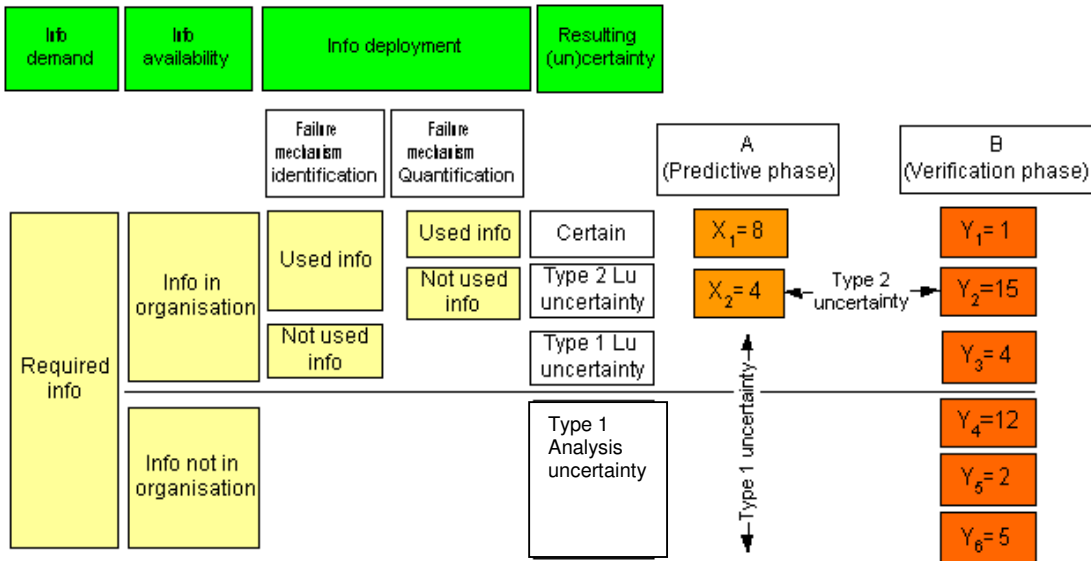 Info
demand
Info
availability
Info deployment
Resulting
(un)certainty
Failure
mechanism
identification
Failure
mechanism
Quantification
A
(Predictive phase)
B
(Verification phase)
Required
info
Info in
organisation
Used info
Used info
Certain
X1= 8
Y1= 1
Not used
info
Type 2 Lu
uncertainty
X2= 4
Type 2
uncertainty
Y2=15
Not used
info
Type 1 Lu
uncertainty
Y3= 4
Type 1 uncertainty
Info not in
organisation
Type 1
Analysis
uncertainty
Y4=12
Y5= 2
Y6= 5